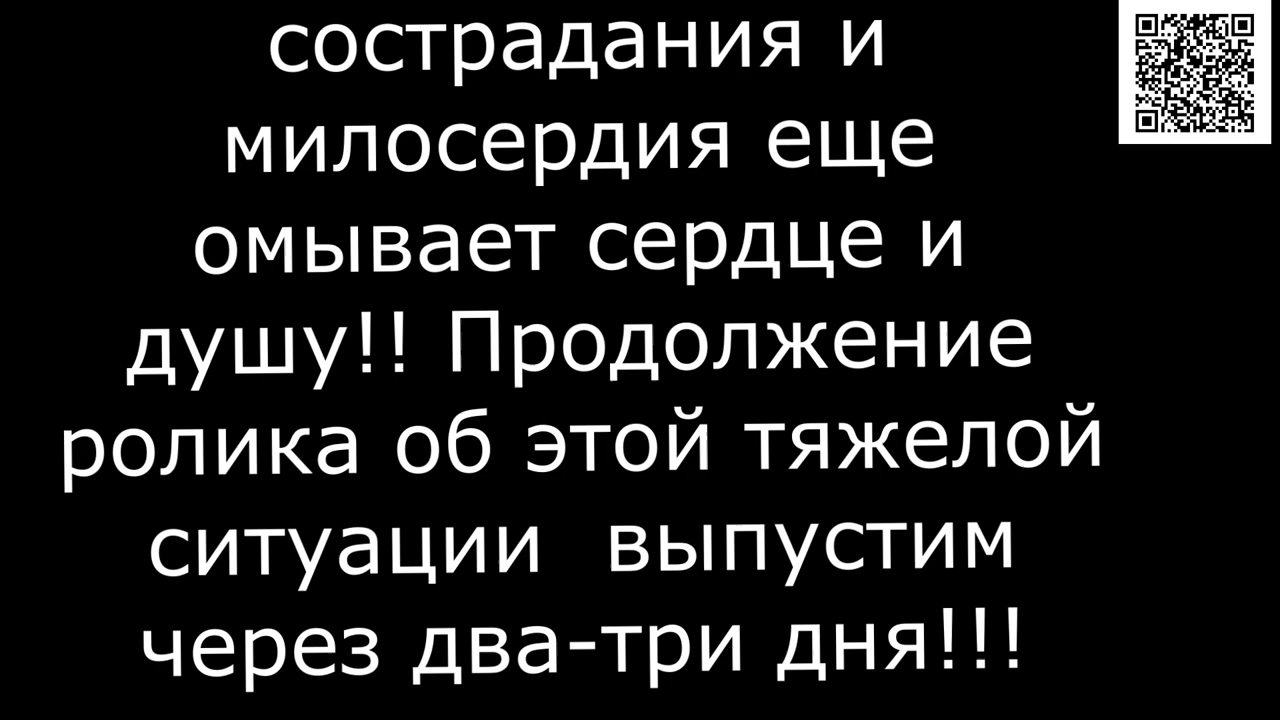 сострадания и
милосердия еще
омывает сердце и
душу!! Продолжение
ролика об этой тяжелой
ситуации выпустим
через два-три дня!!!